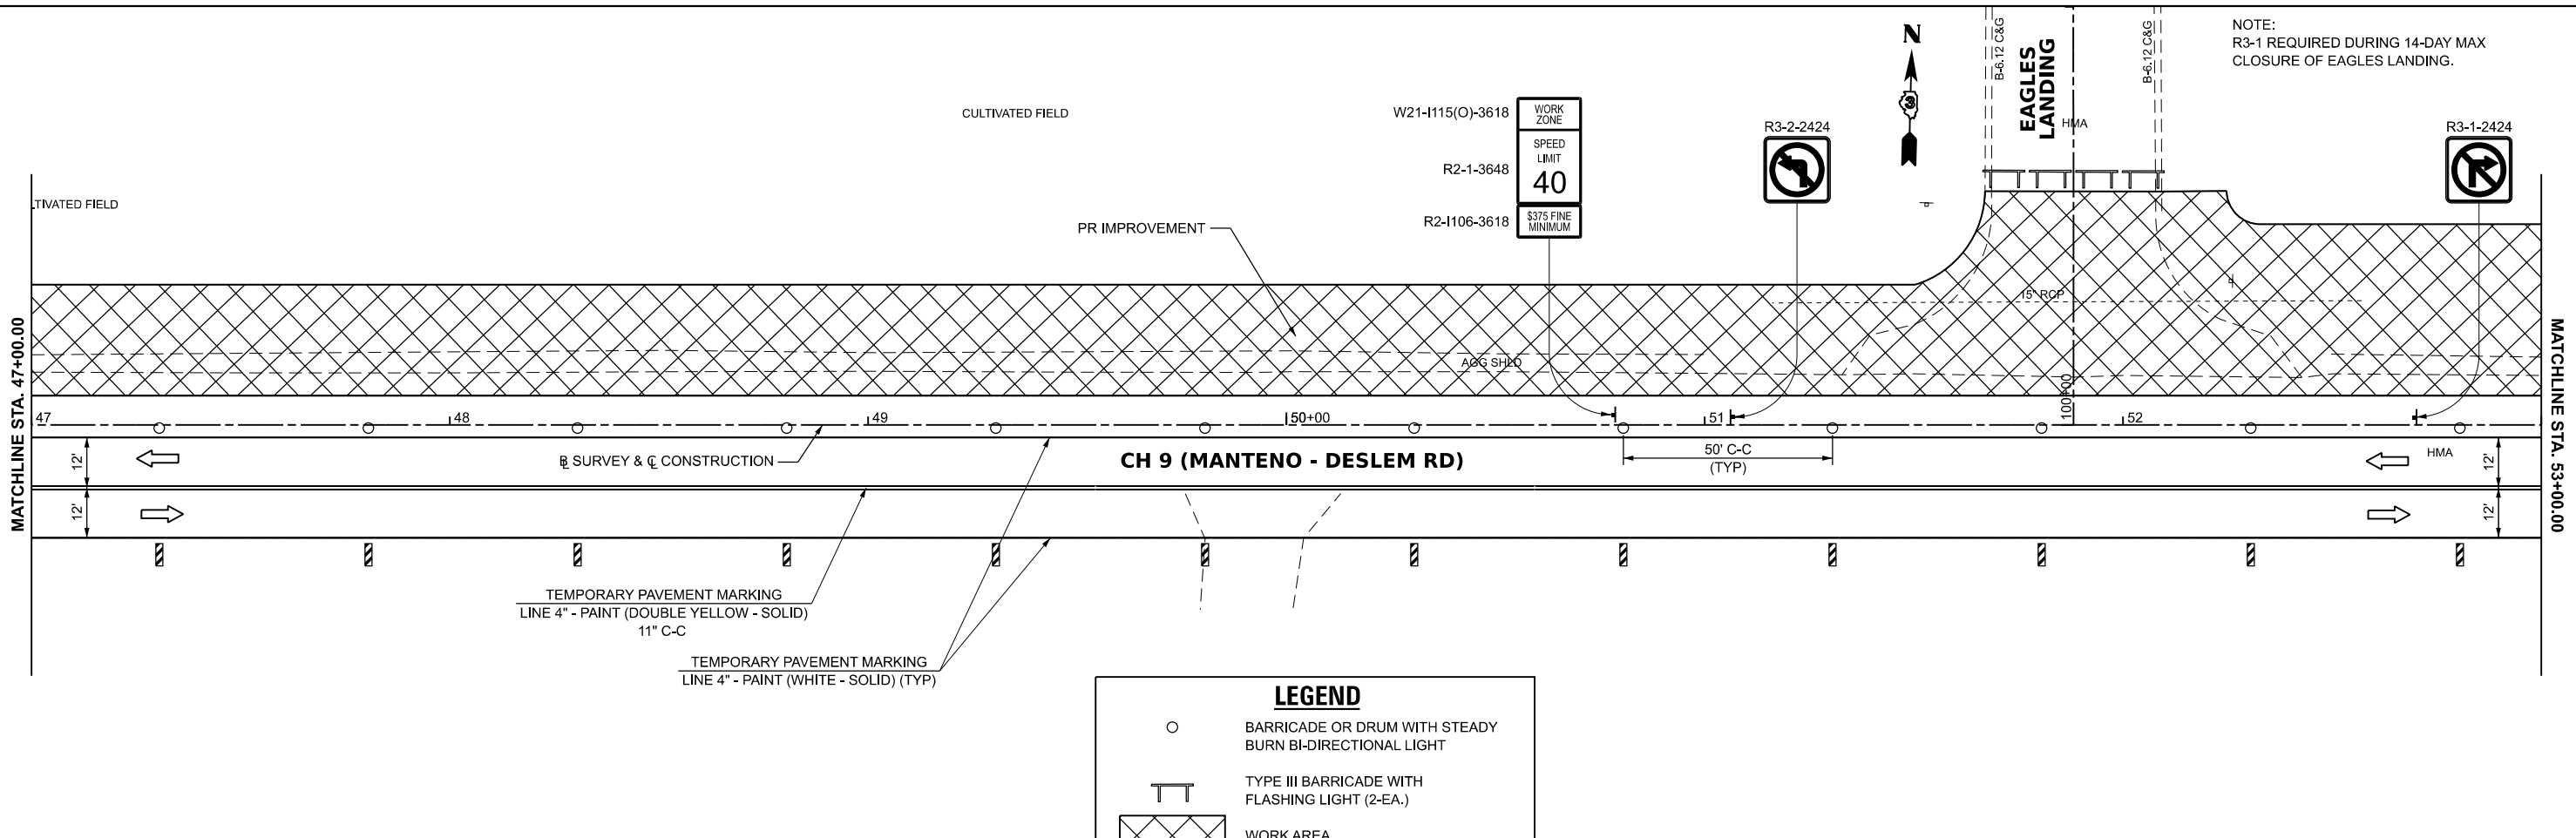 NOTE:
R3-1 REQUIRED DURING 14-DAY MAX
CLOSURE OF EAGLES LANDING.
N
3
B-6.12 C&G
EAGLES
LANDING
HMA
B-6.12 C&G
CULTIVATED FIELD
W21-I115(O)-3618
WORK
ZONE
R2-1-3648
SPEED
LIMIT
40
R2-I106-3618
$375 FINE
MINIMUM
R3-2-2424
R3-1-2424
TIVATED FIELD
PR IMPROVEMENT
15" RCP
AGG SHLD
MATCHLINE STA. 47+00.00
MATCHLINE STA. 53+00.00
47
48
49
50+00
51
100+00
52
12'
℄ SURVEY & ℄ CONSTRUCTION
CH 9 (MANTENO - DESLEM RD)
50' C-C
(TYP)
HMA
12'
12'
12'
TEMPORARY PAVEMENT MARKING
LINE 4" - PAINT (DOUBLE YELLOW - SOLID)
11" C-C
TEMPORARY PAVEMENT MARKING
LINE 4" - PAINT (WHITE - SOLID) (TYP)
LEGEND
BARRICADE OR DRUM WITH STEADY
BURN BI-DIRECTIONAL LIGHT
TYPE III BARRICADE WITH
FLASHING LIGHT (2-EA.)
WORK AREA